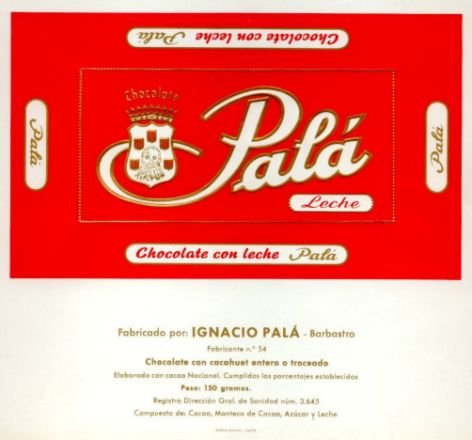 Chocolate con leche Palá
Chocolate
Palá
Leche
Palá
Palá
Chocolate con leche Palá
Fabricado por: IGNACIO PALÁ - Barbastro
Fabricante n.º 54
Chocolate con cacahuet entero o troceado
Elaborado con cacao Nacional. Cumplidos los porcentajes establecidos
Peso: 150 gramos.
Registro Dirección Gral. de Sanidad núm. 3.645
Compuesto de: Cacao, Manteca de Cacao, Azúcar y Leche